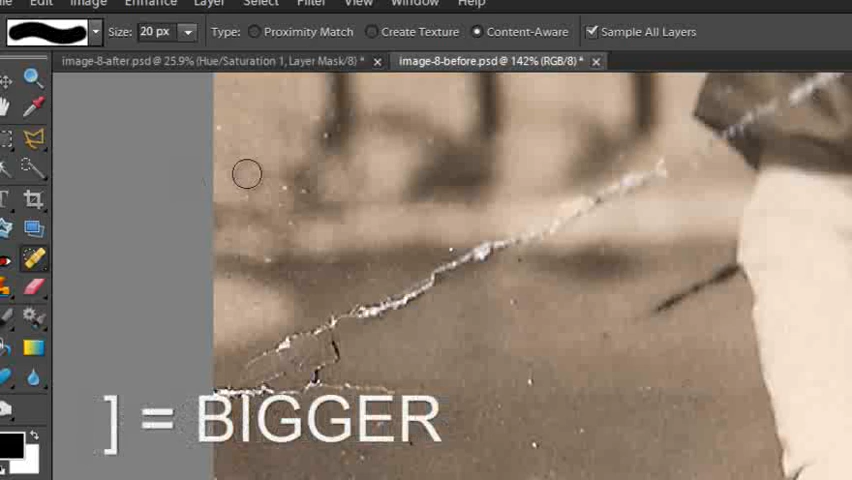 Image Enhance Layer Select Filter View Window Help
Size: 20 px Type: Proximity Match Create Texture Content-Aware Sample All Layers
image-8-after.psd @ 25.9% (Hue/Saturation 1, Layer Mask/8) * × image-8-before.psd @ 142% (RGB/8) * ×
] = BIGGER